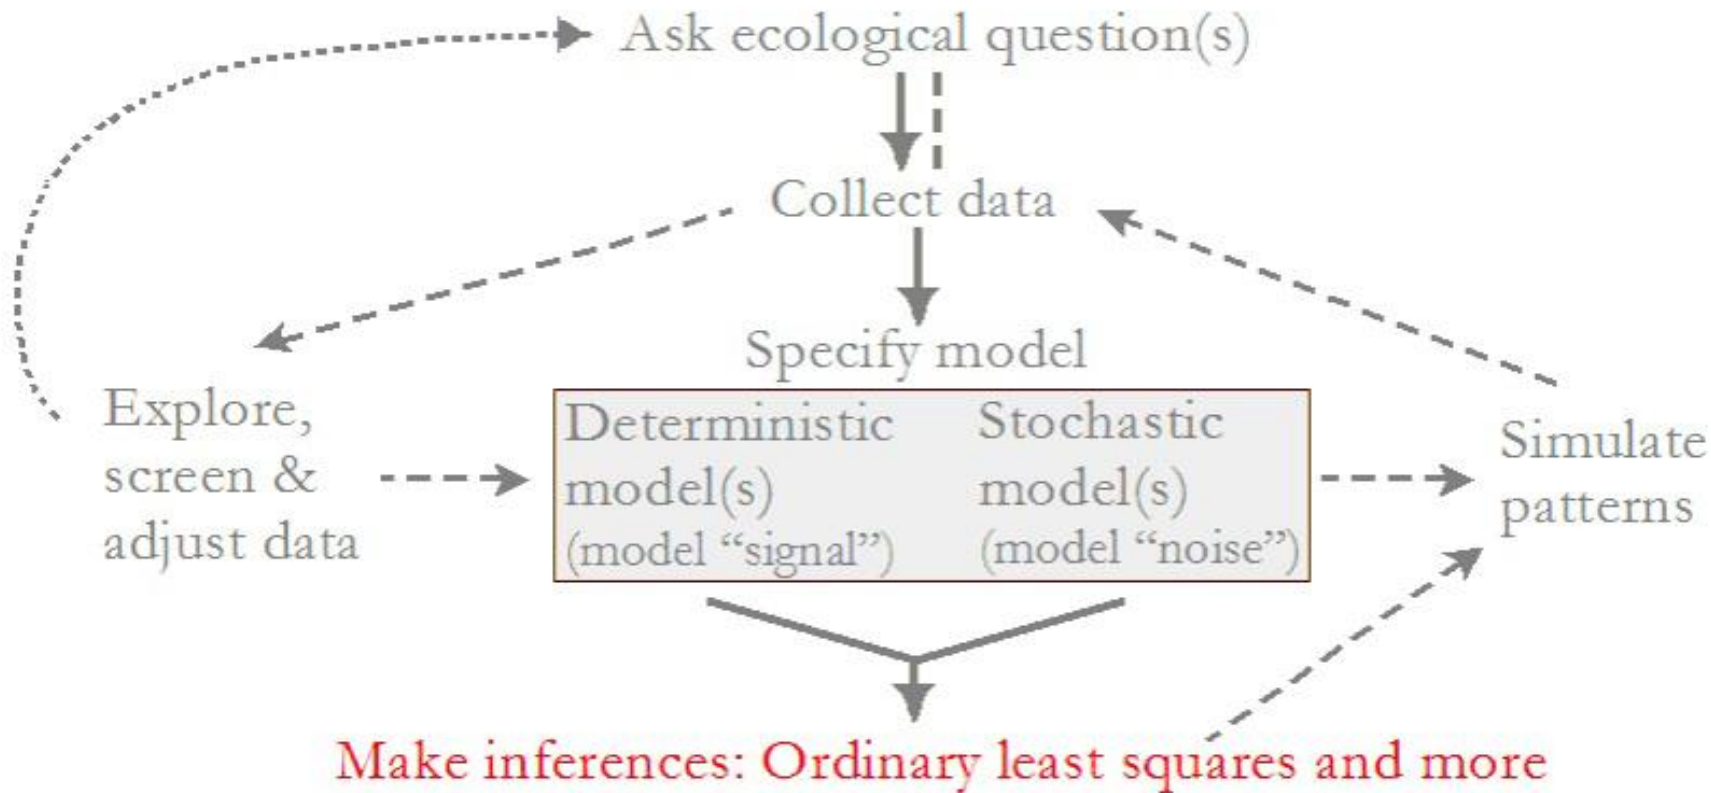 Ask ecological question(s)
Collect data
Specify model
Explore,
screen &
adjust data
Deterministic
model(s)
(model “signal”)
Stochastic
model(s)
(model “noise”)
Simulate
patterns
Make inferences: Ordinary least squares and more